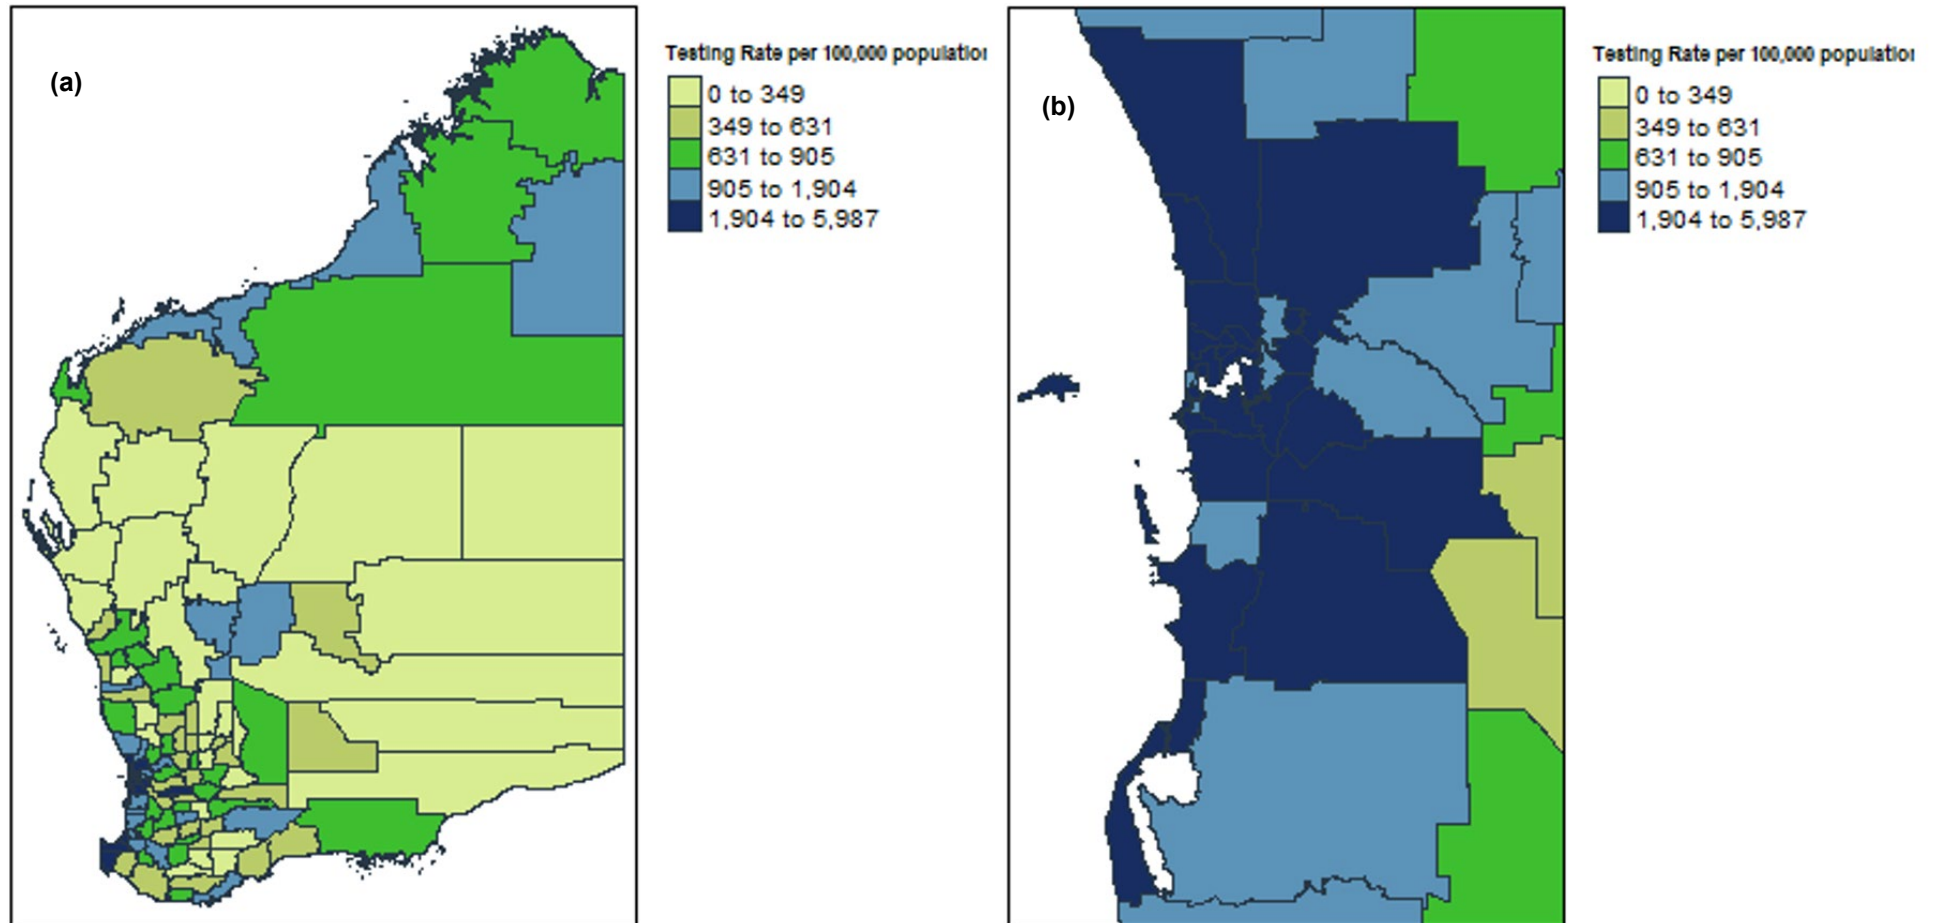 (a)
Testing Rate per 100,000 population
0 to 349
349 to 631
631 to 905
905 to 1,904
1,904 to 5,987
(b)
Testing Rate per 100,000 population
0 to 349
349 to 631
631 to 905
905 to 1,904
1,904 to 5,987